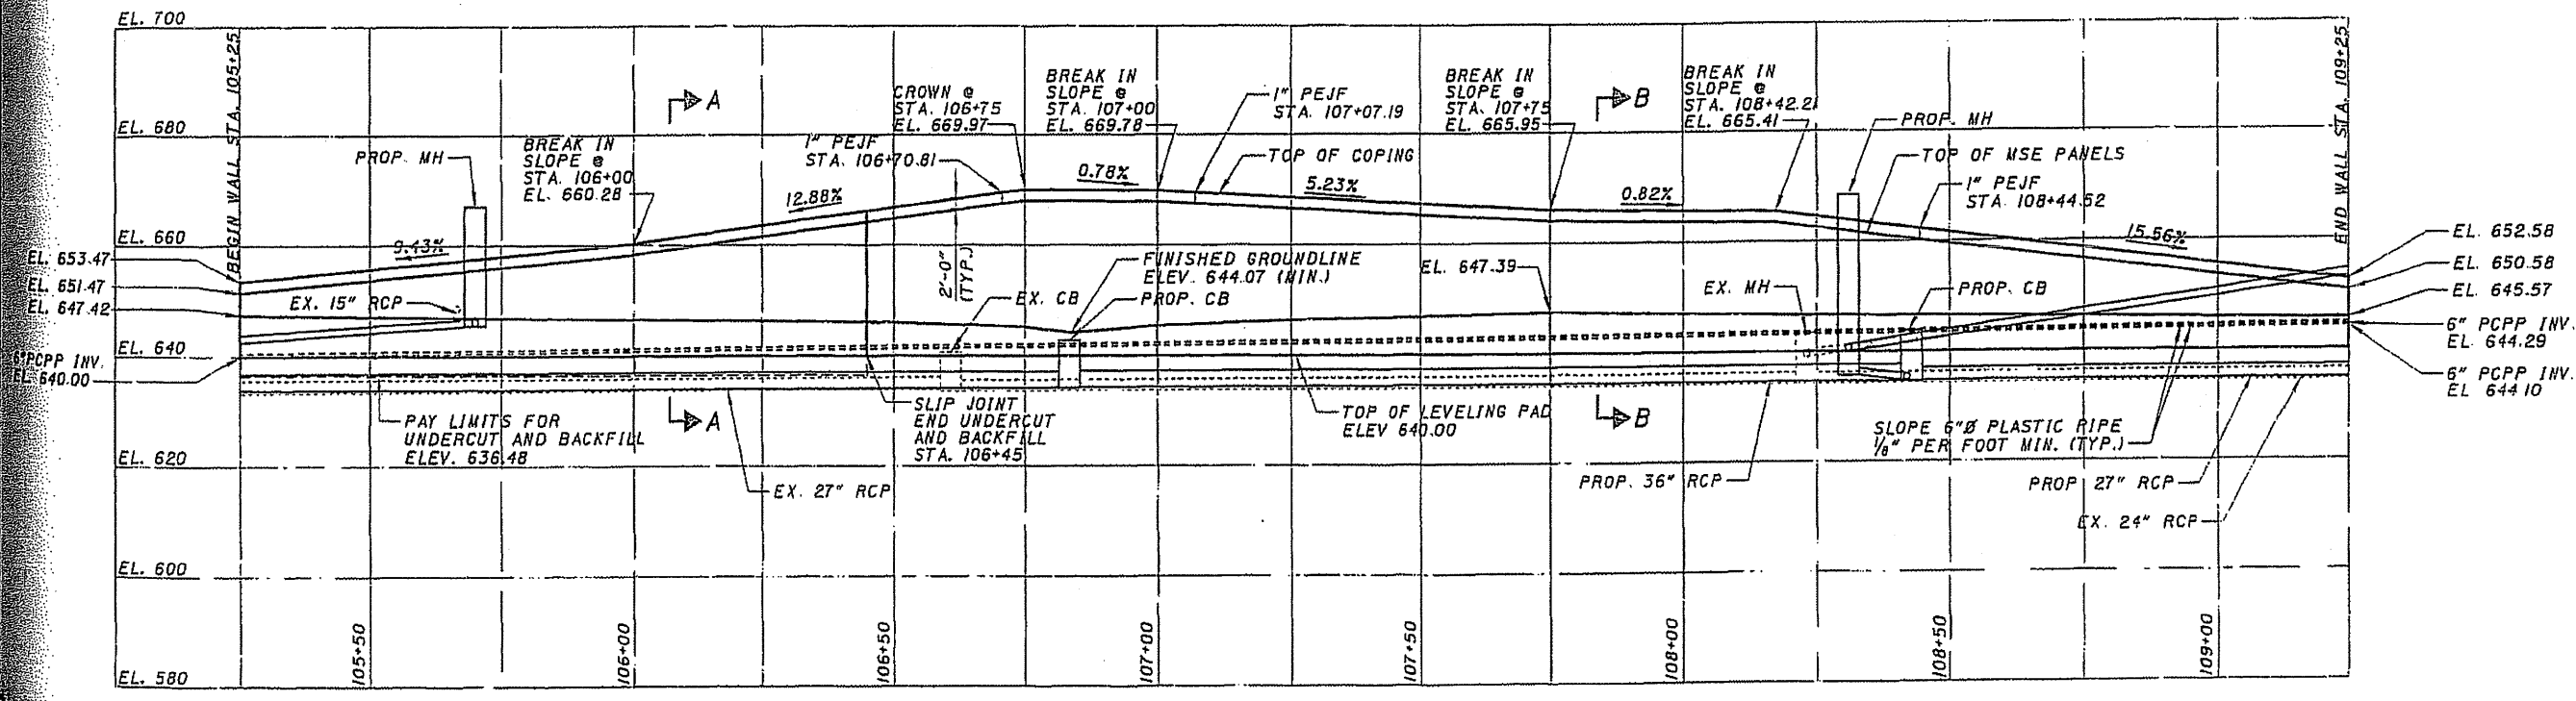 EL. 700
EL. 680
EL. 660
EL. 640
EL. 620
EL. 600
EL. 580
BEGIN WALL STA. 105+25
END WALL STA. 109+25
EL. 653.47
EL. 651.47
EL. 647.42
6" PCPP INV.
EL 640.00
PROP. MH
9.43%
EX. 15" RCP
BREAK IN
SLOPE @
STA. 106+00
EL. 660.28
A
12.88%
1" PEJF
STA. 106+70.81
CROWN @
STA. 106+75
EL. 669.97
BREAK IN
SLOPE @
STA. 107+00
EL. 669.78
0.78%
1" PEJF
STA. 107+07.19
TOP OF COPING
5.23%
2'-0"
(TYP.)
EX. CB
FINISHED GROUNDLINE
ELEV. 644.07 (MIN.)
PROP. CB
BREAK IN
SLOPE @
STA. 107+75
EL. 665.95
EL. 647.39
B
0.82%
BREAK IN
SLOPE @
STA. 108+42.21
EL. 665.41
PROP. MH
TOP OF MSE PANELS
1" PEJF
STA. 108+44.52
15.56%
EX. MH
PROP. CB
EL. 652.58
EL. 650.58
EL. 645.57
6" PCPP INV.
EL. 644.29
6" PCPP INV.
EL 644.10
PAY LIMITS FOR
UNDERCUT AND BACKFILL
ELEV. 636.48
A
SLIP JOINT
END UNDERCUT
AND BACKFILL
STA. 106+45
EX. 27" RCP
TOP OF LEVELING PAD
ELEV 640.00
B
PROP. 36" RCP
SLOPE 6"Ø PLASTIC PIPE
1/8" PER FOOT MIN. (TYP.)
PROP 27" RCP
EX. 24" RCP
105+50
106+00
106+50
107+00
107+50
108+00
108+50
109+00